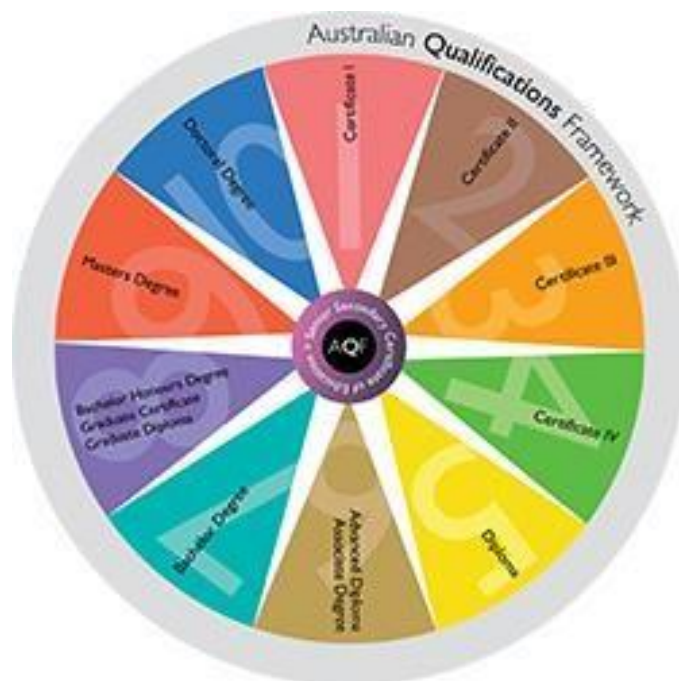 Australian Qualifications Framework
Certificate I
1
Certificate II
2
Certificate III
3
Certificate IV
4
Diploma
5
Advanced Diploma
Associate Degree
6
Bachelor Degree
7
Bachelor Honours Degree
Graduate Certificate
Graduate Diploma
8
Masters Degree
9
Doctoral Degree
10
Senior Secondary Certificate of Education
AQF